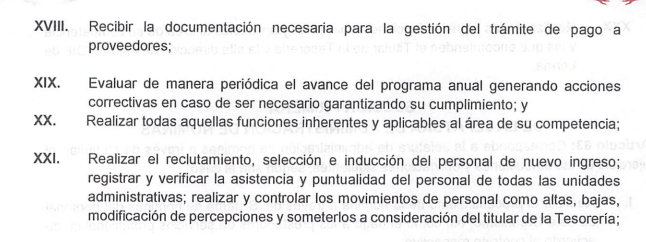 XVIII. Recibir la documentación necesaria para la gestión del trámite de pago a
proveedores;
XIX. Evaluar de manera periódica el avance del programa anual generando acciones
correctivas en caso de ser necesario garantizando su cumplimiento; y
XX. Realizar todas aquellas funciones inherentes y aplicables al área de su competencia;
XXI. Realizar el reclutamiento, selección e inducción del personal de nuevo ingreso;
registrar y verificar la asistencia y puntualidad del personal de todas las unidades
administrativas; realizar y controlar los movimientos de personal como altas, bajas,
modificación de percepciones y someterlos a consideración del titular de la Tesorería;